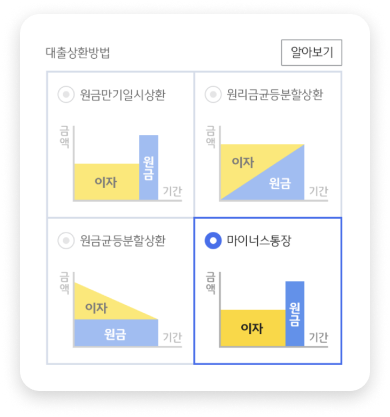 대출상환방법
알아보기
원금만기일시상환
금액
이자
원금
기간
원리금균등분할상환
금액
이자
원금
기간
원금균등분할상환
금액
이자
원금
기간
마이너스통장
금액
이자
원금
기간